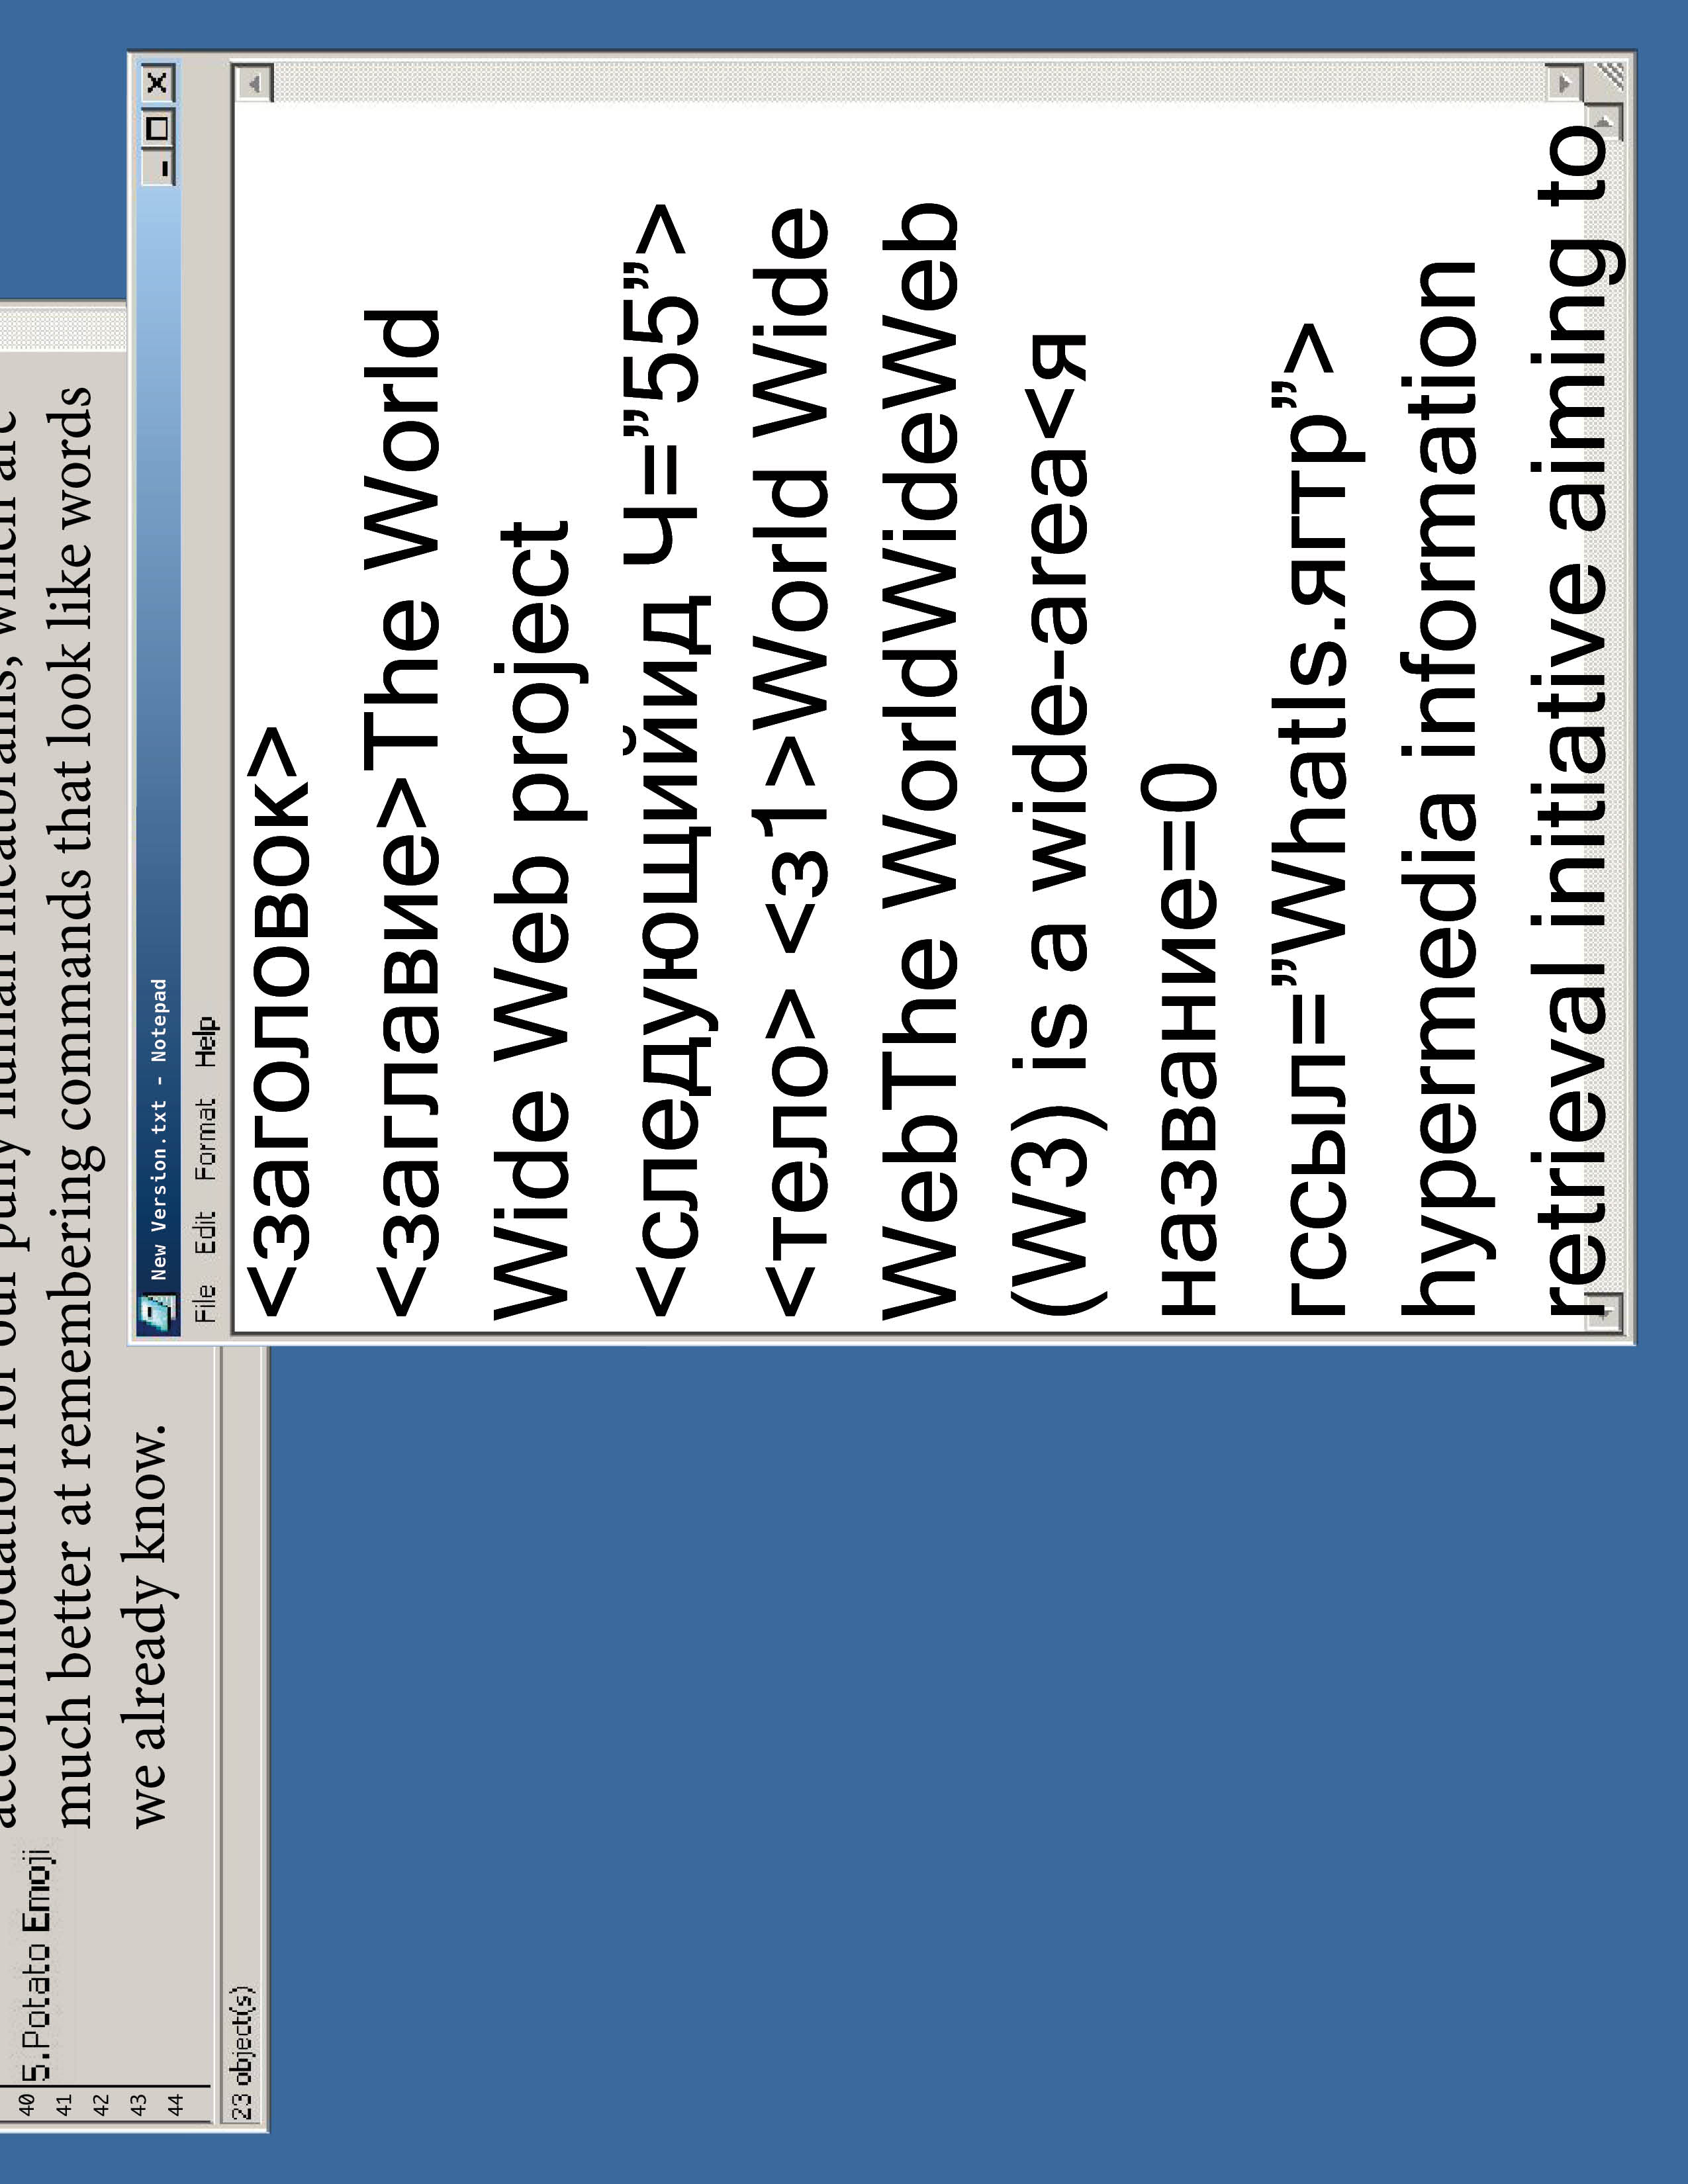 accommodation for our puny human meatbrains, which are
much better at remembering commands that look like words
we already know.
5.Potato Emoji
40
41
42
43
44
23 object(s)
New Version.txt - Notepad
File Edit Format Help
<заголовок>
<заглавие>The World
Wide Web project
<следующийид Ч=”55”>
<тело> <з1>World Wide
WebThe WorldWideWeb
(W3) is a wide-area<я
название=0
гссыл=”WhatIs.ягтр”>
hypermedia information
retrieval initiative aiming to